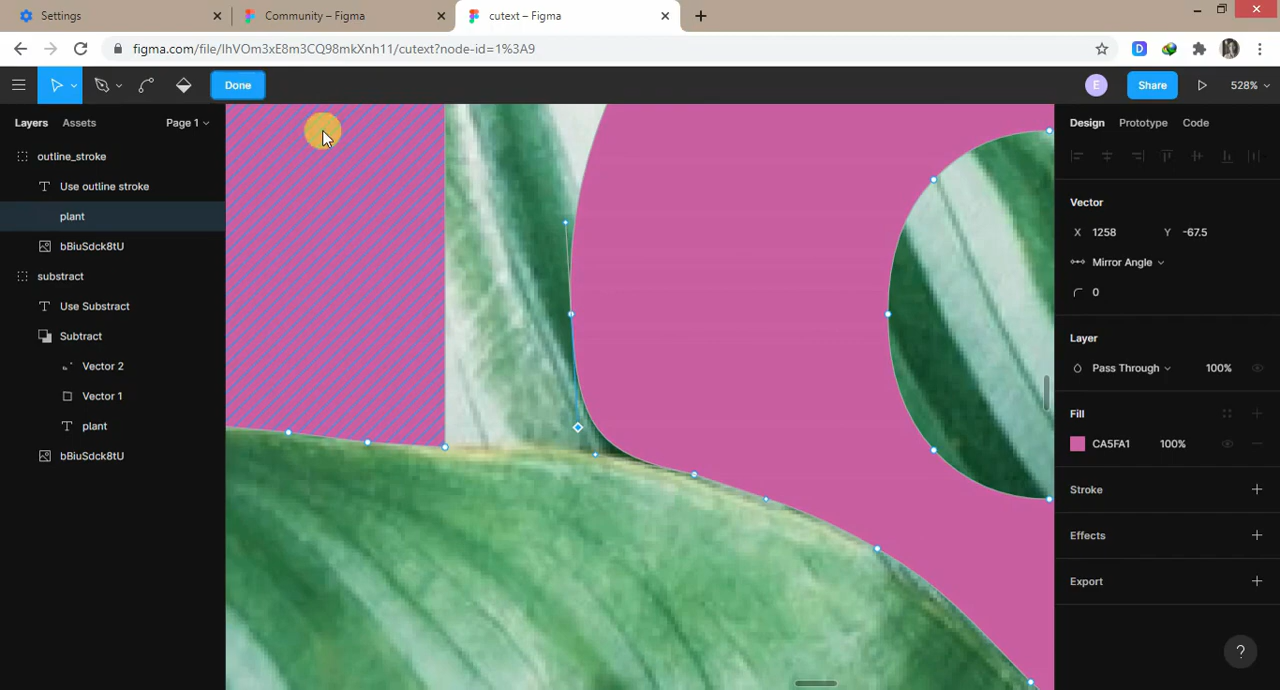 Settings
Community – Figma
cutext – Figma
figma.com/file/lhVOm3xE8m3CQ98mkXnh11/cutext?node-id=1%3A9
D
Done
E
Share
528%
Layers
Assets
Page 1
Design
Prototype
Code
outline_stroke
Use outline stroke
plant
bBiuSdck8tU
substract
Use Substract
Subtract
Vector 2
Vector 1
plant
bBiuSdck8tU
Vector
X 1258
Y -67.5
Mirror Angle
0
Layer
Pass Through
100%
Fill
CA5FA1
100%
Stroke
Effects
Export
?